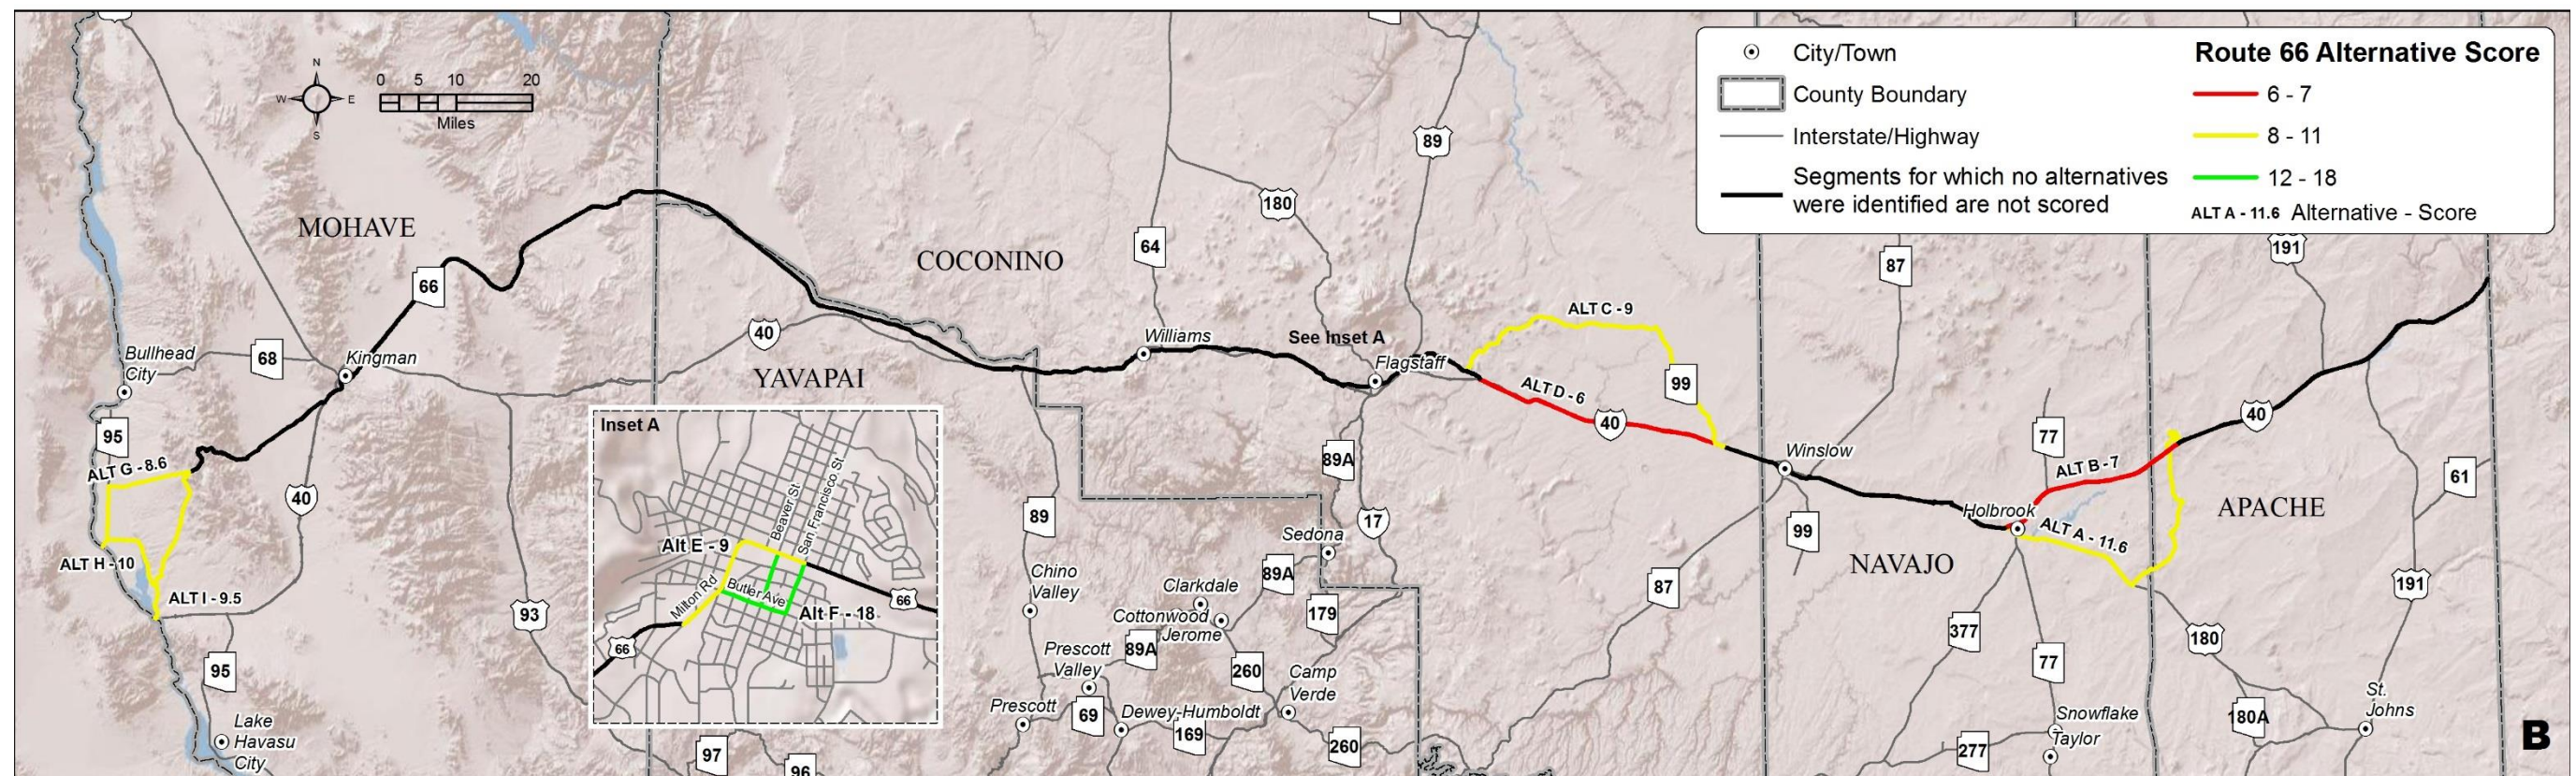 N
W
E
S
0 5 10 20
Miles
City/Town
County Boundary
Interstate/Highway
Segments for which no alternatives
were identified are not scored
Route 66 Alternative Score
6 - 7
8 - 11
12 - 18
ALT A - 11.6 Alternative - Score
89
180
64
87
191
MOHAVE
COCONINO
66
Bullhead
City
68
Kingman
40
YAVAPAI
Williams
See Inset A
Flagstaff
ALT C - 9
99
ALT D - 6
40
Winslow
77
ALT B - 7
40
95
ALT G - 8.6
40
ALT H - 10
ALT I - 9.5
93
95
Lake
Havasu
City
Inset A
Beaver St
San Francisco St
Alt E - 9
Milton Rd
Butler Ave
Alt F - 18
66
66
97
96
89
89A
17
Sedona
Chino
Valley
Clarkdale
89A
Cottonwood
Jerome
179
Prescott
Valley
89A
260
Camp
Verde
Prescott
69
Dewey-Humboldt
169
260
99
87
NAVAJO
Holbrook
ALT A - 11.6
APACHE
61
191
377
77
180
Snowflake
Taylor
277
180A
St.
Johns
B